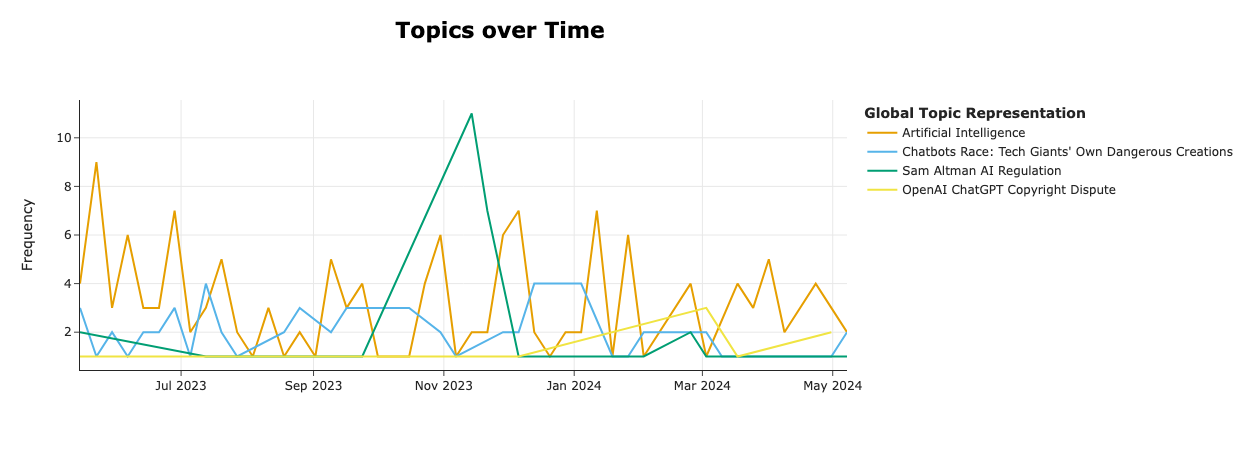 Topics over Time
Global Topic Representation
Artificial Intelligence
Chatbots Race: Tech Giants' Own Dangerous Creations
Sam Altman AI Regulation
OpenAI ChatGPT Copyright Dispute
Frequency
10
8
6
4
2
Jul 2023
Sep 2023
Nov 2023
Jan 2024
Mar 2024
May 2024